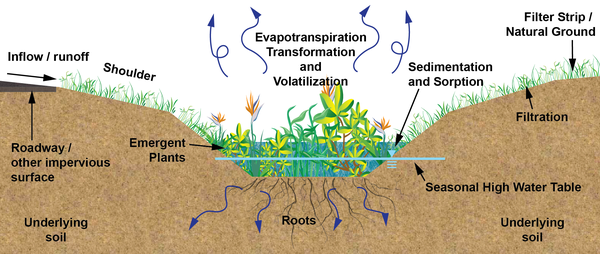 Evapotranspiration
Transformation
and
Volatilization
Filter Strip /
Natural Ground
Inflow / runoff
Shoulder
Sedimentation
and Sorption
Filtration
Roadway /
other impervious
surface
Emergent
Plants
Seasonal High Water Table
Roots
Underlying
soil
Underlying
soil